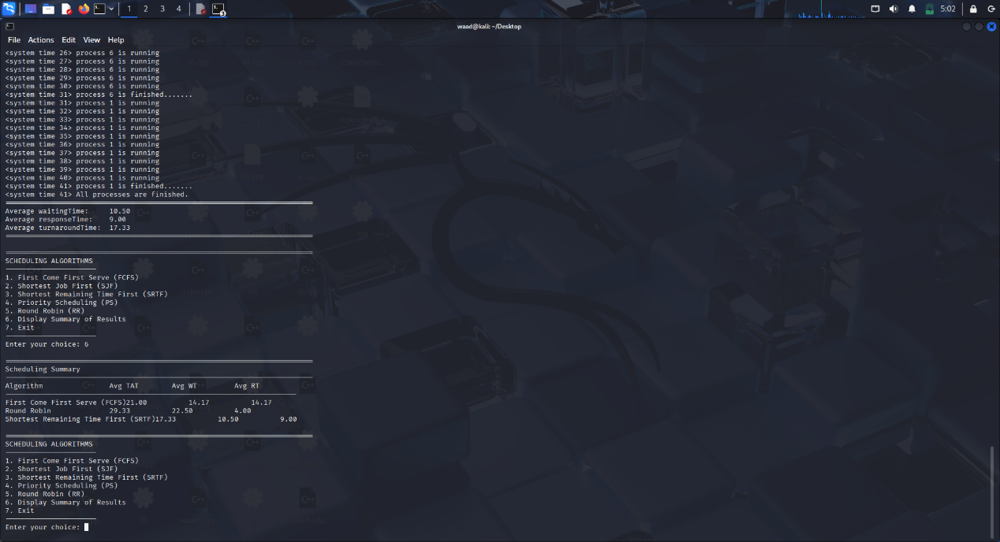 1 2 3 4 3 5:02
waad@kali: ~/Desktop
File Actions Edit View Help
<system time 26> process 6 is running
<system time 27> process 6 is running
<system time 28> process 6 is running
<system time 29> process 6 is running
<system time 30> process 6 is running
<system time 31> process 6 is finished.......
<system time 31> process 1 is running
<system time 32> process 1 is running
<system time 33> process 1 is running
<system time 34> process 1 is running
<system time 35> process 1 is running
<system time 36> process 1 is running
<system time 37> process 1 is running
<system time 38> process 1 is running
<system time 39> process 1 is running
<system time 40> process 1 is running
<system time 41> process 1 is finished.......
<system time 41> All processes are finished.
Average waitingTime: 10.50
Average responseTime: 9.00
Average turnaroundTime: 17.33
SCHEDULING ALGORITHMS
1. First Come First Serve (FCFS)
2. Shortest Job First (SJF)
3. Shortest Remaining Time First (SRTF)
4. Priority Scheduling (PS)
5. Round Robin (RR)
6. Display Summary of Results
7. Exit
Enter your choice: 6
Scheduling Summary
Algorithm Avg TAT Avg WT Avg RT
First Come First Serve (FCFS)21.00 14.17 14.17
Round Robin 29.33 22.50 4.00
Shortest Remaining Time First (SRTF)17.33 10.50 9.00
SCHEDULING ALGORITHMS
1. First Come First Serve (FCFS)
2. Shortest Job First (SJF)
3. Shortest Remaining Time First (SRTF)
4. Priority Scheduling (PS)
5. Round Robin (RR)
6. Display Summary of Results
7. Exit
Enter your choice: